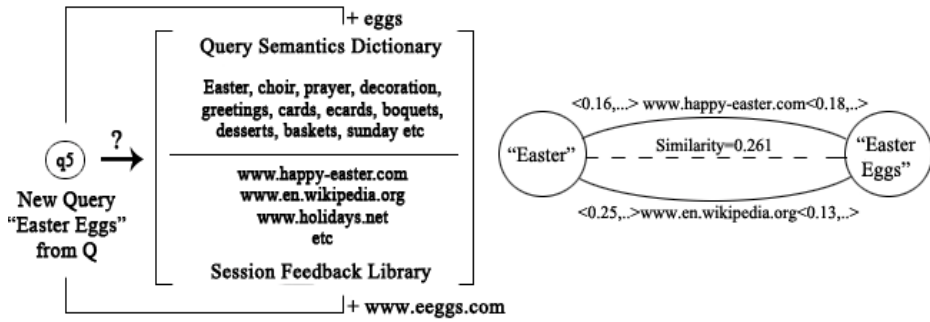 + eggs
Query Semantics Dictionary
Easter, choir, prayer, decoration,
greetings, cards, ecards, boquets,
desserts, baskets, sunday etc
?
q5
New Query
"Easter Eggs"
from Q
www.happy-easter.com
www.en.wikipedia.org
www.holidays.net
etc
Session Feedback Library
+ www.eeggs.com
<0.16,...> www.happy-easter.com<0.18,..>
“Easter”
Similarity=0.261
“Easter
Eggs”
<0.25,..>www.en.wikipedia.org<0.13,..>